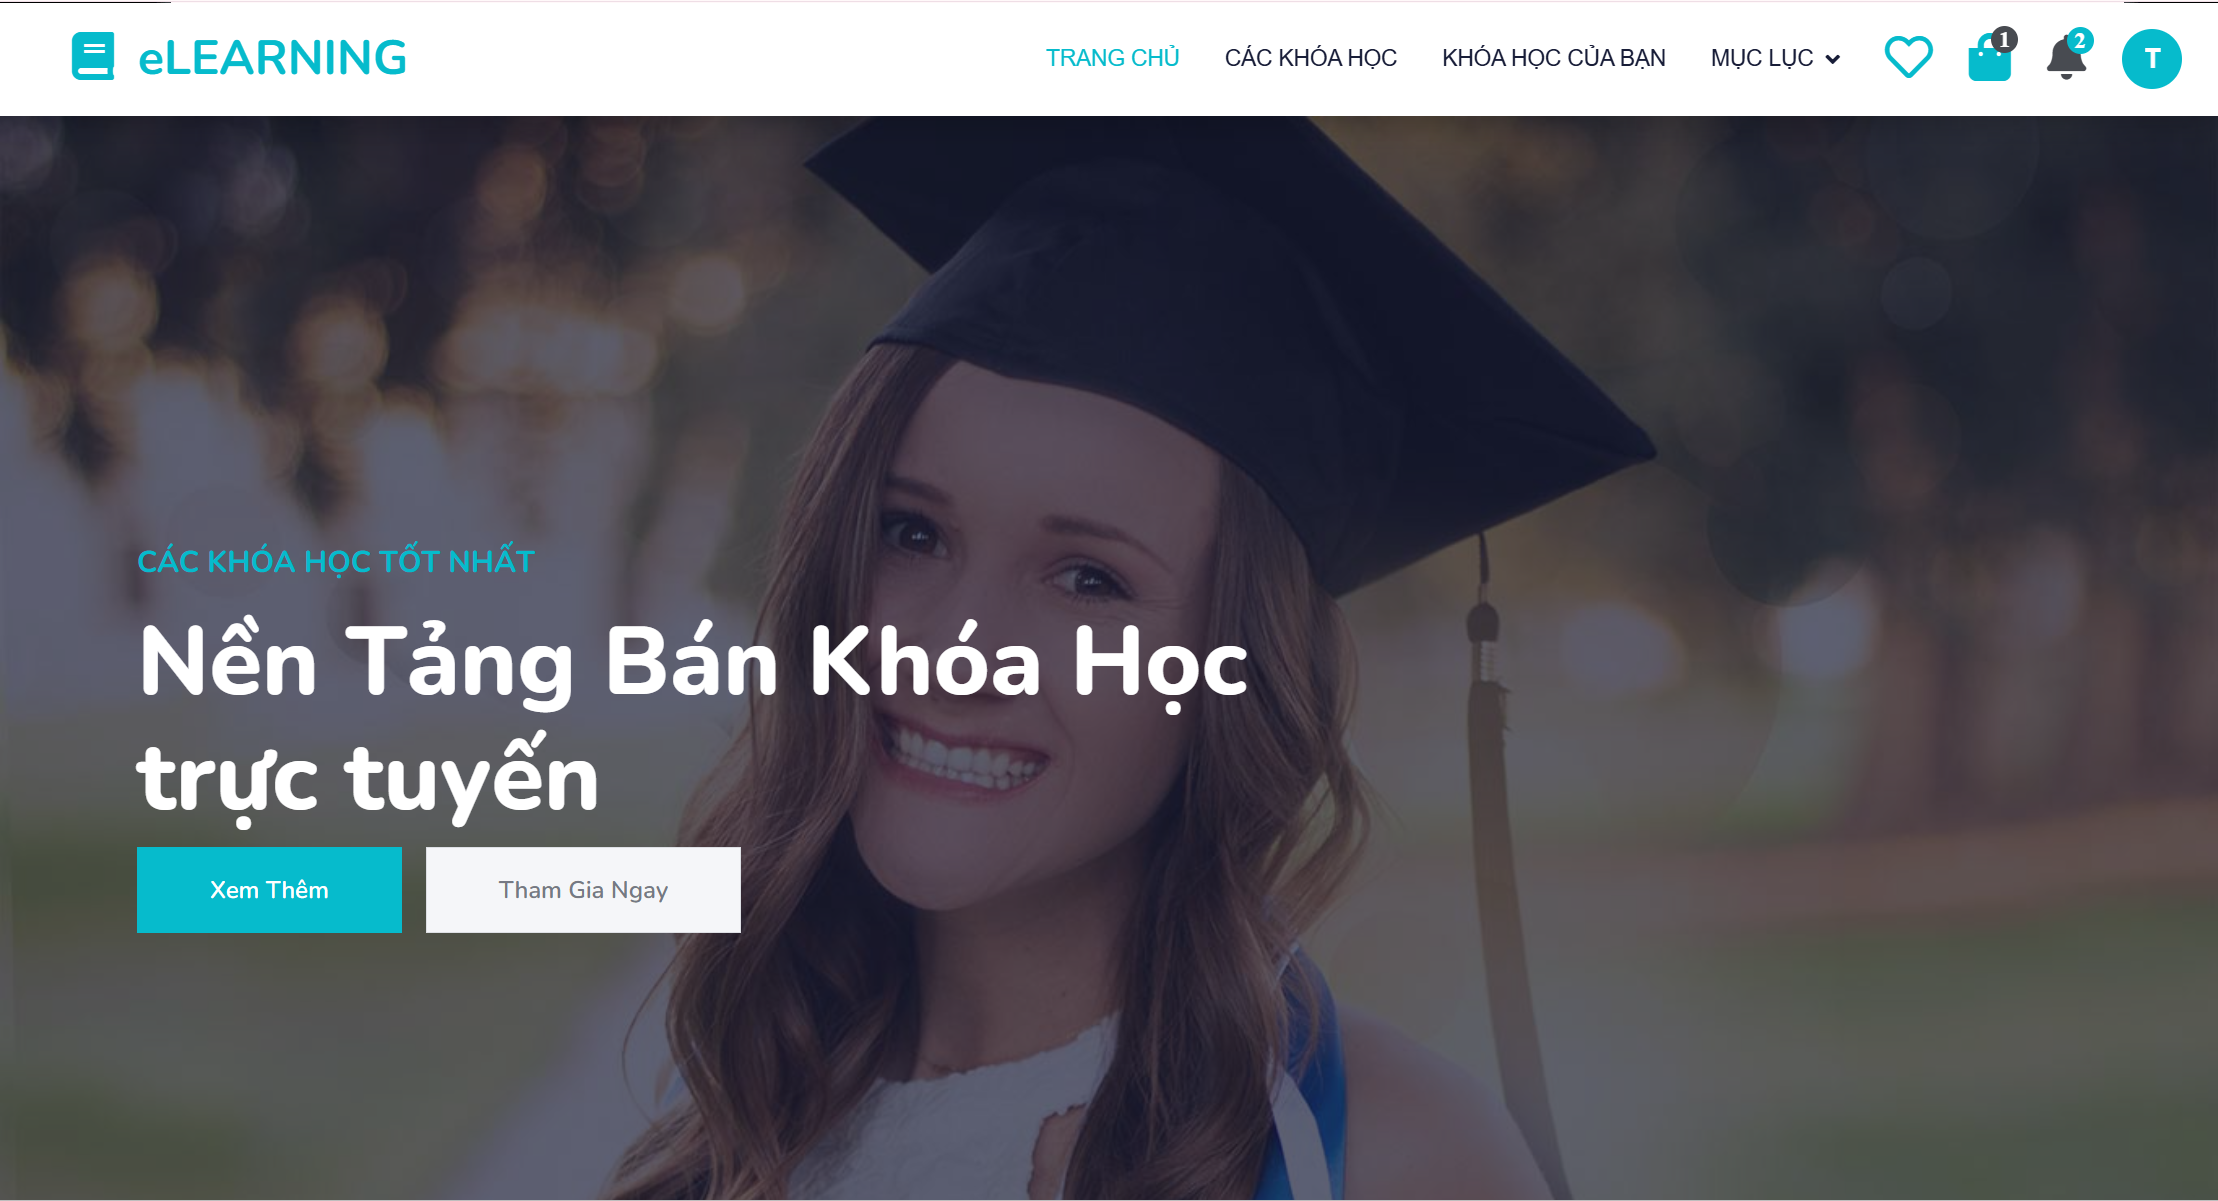 eLEARNING
TRANG CHỦ CÁC KHÓA HỌC KHÓA HỌC CỦA BẠN MỤC LỤC 1 2 T
CÁC KHÓA HỌC TỐT NHẤT
Nền Tảng Bán Khóa Học
trực tuyến
Xem Thêm Tham Gia Ngay